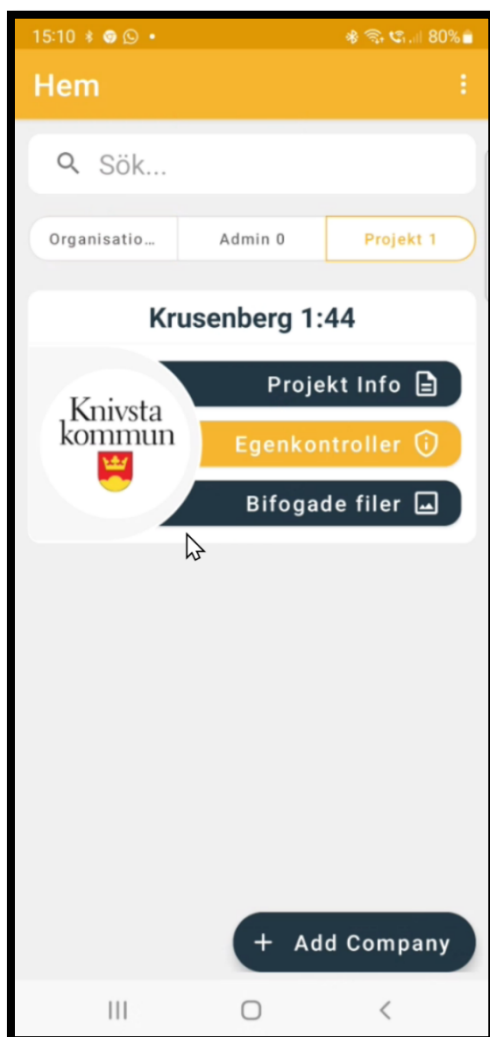 15:10
80%
Hem
Sök...
Organisatio...
Admin 0
Projekt 1
Krusenberg 1:44
Projekt Info
Knivsta
kommun
Egenkontroller
Bifogade filer
+ Add Company